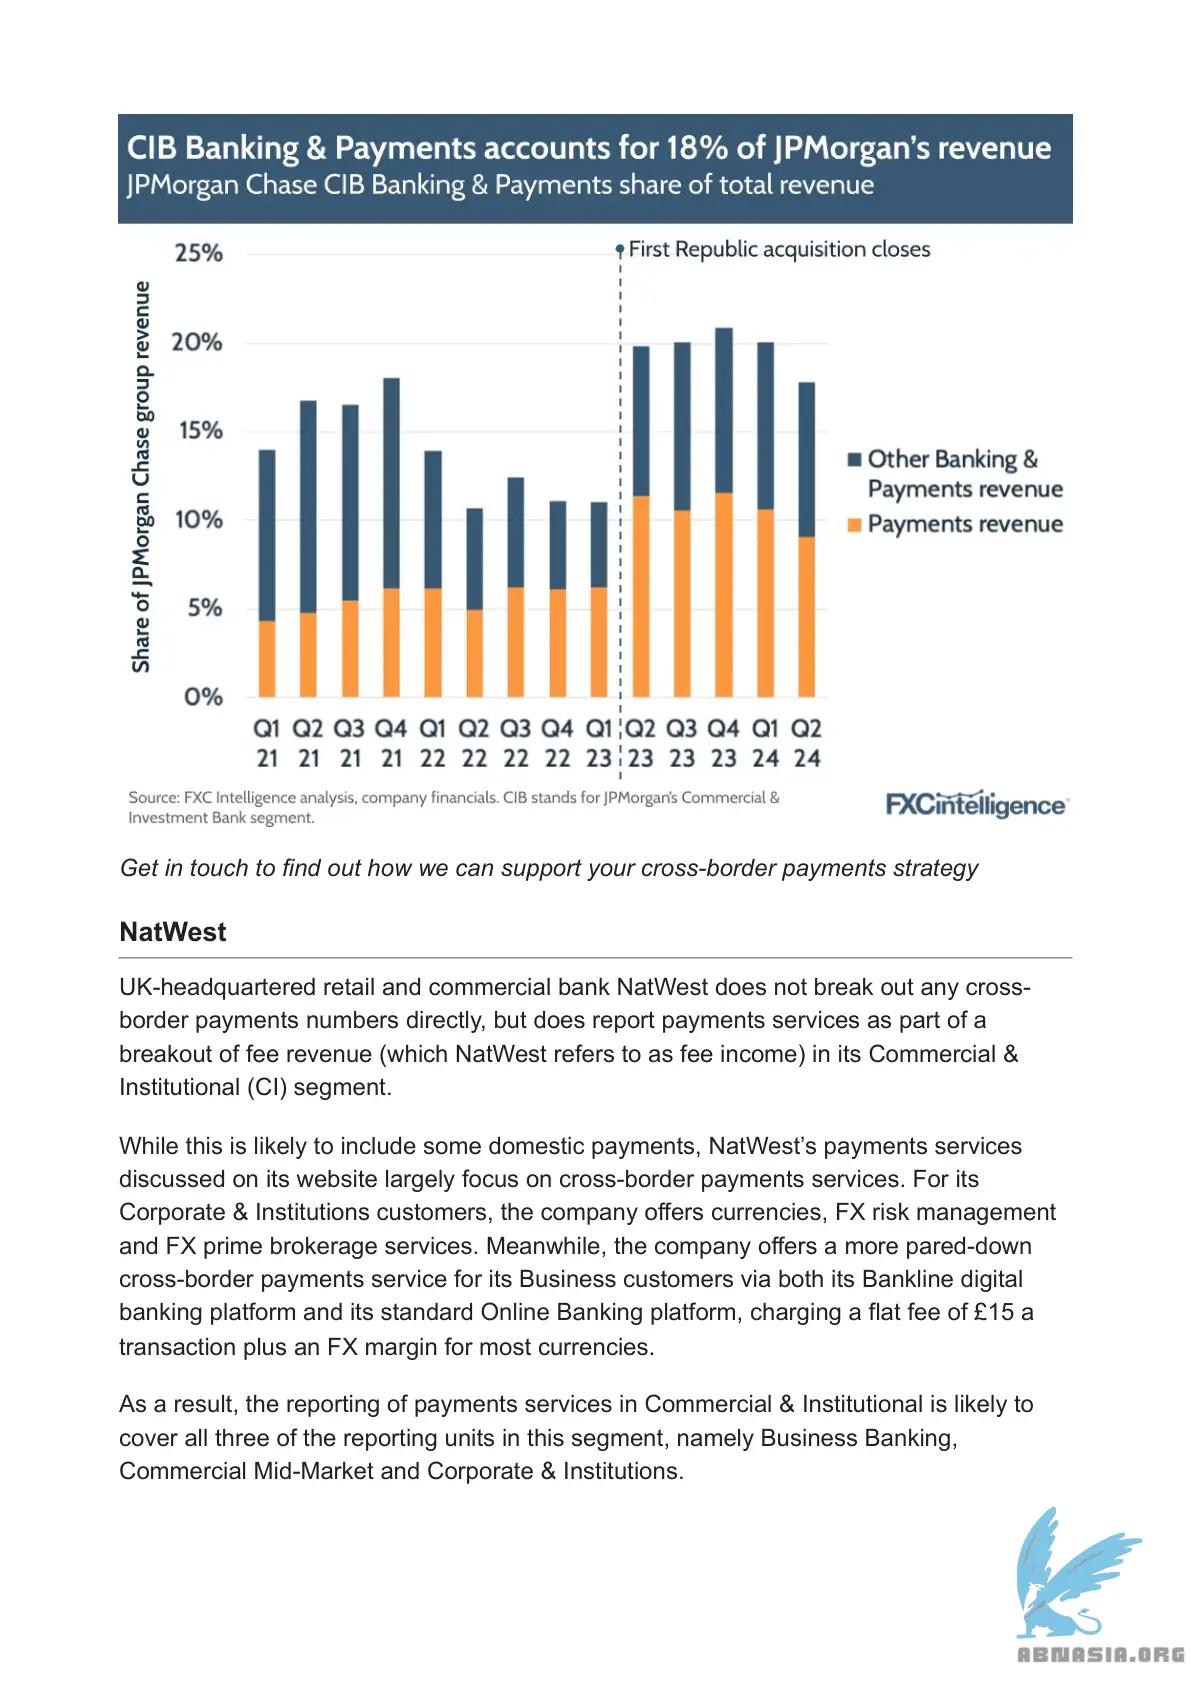 CIB Banking & Payments accounts for 18% of JPMorgan's revenue
JPMorgan Chase CIB Banking & Payments share of total revenue
First Republic acquisition closes
Share of JPMorgan Chase group revenue
25%
20%
15%
10%
5%
0%
Other Banking &
Payments revenue
Payments revenue
Q1 Q2 Q3 Q4 Q1 Q2 Q3 Q4 Q1 Q2 Q3 Q4 Q1 Q2
21 21 21 21 22 22 22 22 23 23 23 23 24 24
Source: FXC Intelligence analysis, company financials. CIB stands for JPMorgan's Commercial &
Investment Bank segment.
FXCintelligence™
Get in touch to find out how we can support your cross-border payments strategy
NatWest
UK-headquartered retail and commercial bank NatWest does not break out any cross-
border payments numbers directly, but does report payments services as part of a
breakout of fee revenue (which NatWest refers to as fee income) in its Commercial &
Institutional (CI) segment.
While this is likely to include some domestic payments, NatWest's payments services
discussed on its website largely focus on cross-border payments services. For its
Corporate & Institutions customers, the company offers currencies, FX risk management
and FX prime brokerage services. Meanwhile, the company offers a more pared-down
cross-border payments service for its Business customers via both its Bankline digital
banking platform and its standard Online Banking platform, charging a flat fee of £15 a
transaction plus an FX margin for most currencies.
As a result, the reporting of payments services in Commercial & Institutional is likely to
cover all three of the reporting units in this segment, namely Business Banking,
Commercial Mid-Market and Corporate & Institutions.
ABNASIA.ORG